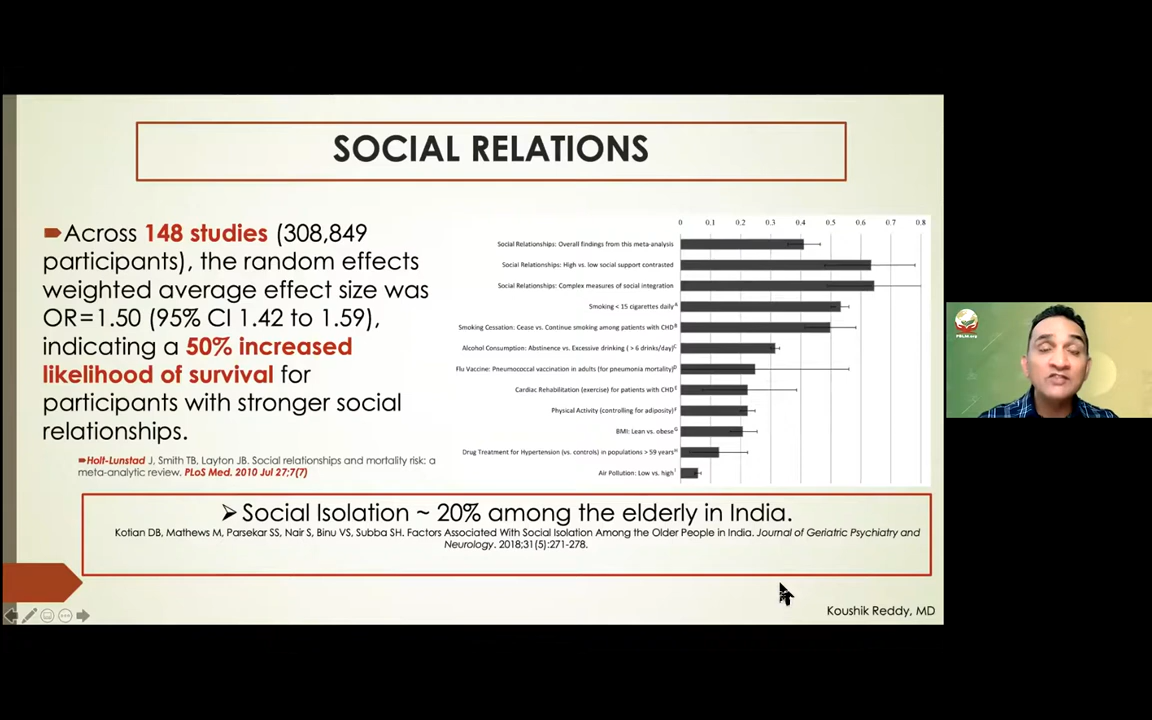 SOCIAL RELATIONS
Across 148 studies (308,849
participants), the random effects
weighted average effect size was
OR=1.50 (95% CI 1.42 to 1.59),
indicating a 50% increased
likelihood of survival for
participants with stronger social
relationships.
Holt-Lunstad J, Smith TB, Layton JB. Social relationships and mortality risk: a
meta-analytic review. PLoS Med. 2010 Jul 27;7(7)
0 0.1 0.2 0.3 0.4 0.5 0.6 0.7 0.8
Social Relationships: Overall findings from this meta-analysis
Social Relationships: High vs. low social support contrasted
Social Relationships: Complex measures of social integration
Smoking < 15 cigarettes daily A
Smoking Cessation: Cease vs. Continue smoking among patients with CHD B
Alcohol Consumption: Abstinence vs. Excessive drinking ( > 6 drinks/day) C
Flu Vaccine: Pneumococcal vaccination in adults (for pneumonia mortality) D
Cardiac Rehabilitation (exercise) for patients with CHD E
Physical Activity (controlling for adiposity) F
BMI: Lean vs. obese G
Drug Treatment for Hypertension (vs. controls) in populations > 59 years H
Air Pollution: Low vs. high I
Social Isolation ~ 20% among the elderly in India.
Kotian DB, Mathews M, Parsekar SS, Nair S, Binu VS, Subba SH. Factors Associated With Social Isolation Among the Older People in India. Journal of Geriatric Psychiatry and
Neurology. 2018;31(5):271-278.
Koushik Reddy, MD